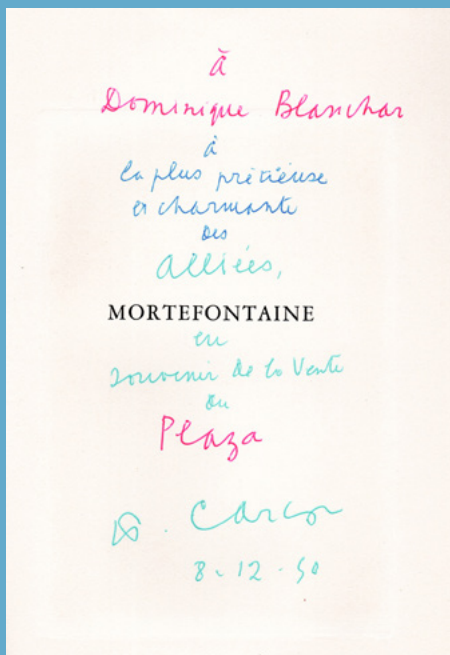 à
Dominique Blanchar
à
la plus précieuse
et charmante
des
alliées,
MORTEFONTAINE
en
souvenir de la Vente
du
Plaza
Carco
8-12-50